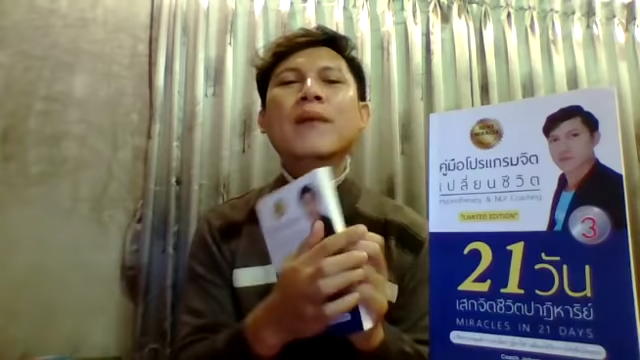 คู่มือโปรแกรมจิต
เปลี่ยนชีวิต
Hypnotherapy & NLP Coaching
"LIMITED EDITION"
3
21 วัน
เสกจิตชีวิตปาฏิหาริย์
MIRACLES IN 21 DAYS
Coach